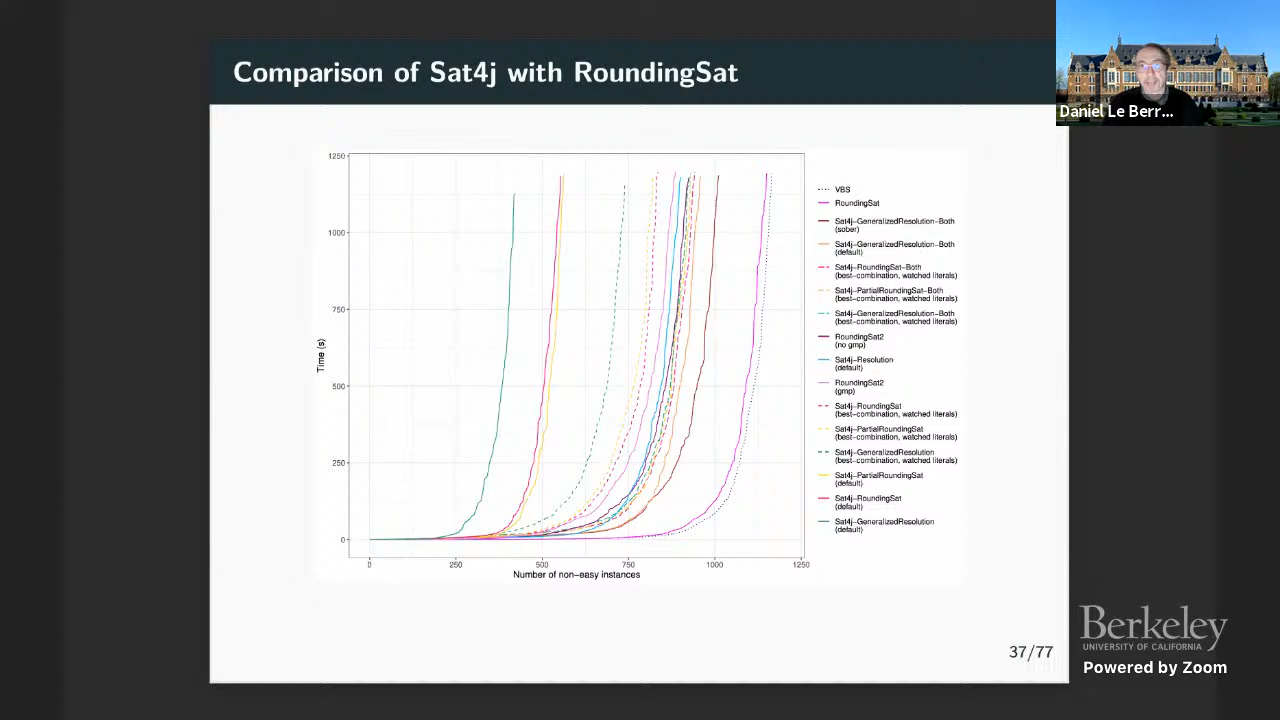 Comparison of Sat4j with RoundingSat
Daniel Le Berr...
1250
1000
750
500
250
0
Time (s)
0 250 500 750 1000 1250
Number of non-easy instances
VBS
RoundingSat
Sat4j-GeneralizedResolution-Both
(sober)
Sat4j-GeneralizedResolution-Both
(default)
Sat4j-RoundingSat-Both
(best-combination, watched literals)
Sat4j-PartialRoundingSat-Both
(best-combination, watched literals)
Sat4j-GeneralizedResolution-Both
(best-combination, watched literals)
RoundingSat2
(no gmp)
Sat4j-Resolution
(default)
RoundingSat2
(gmp)
Sat4j-RoundingSat
(best-combination, watched literals)
Sat4j-PartialRoundingSat
(best-combination, watched literals)
Sat4j-GeneralizedResolution
(best-combination, watched literals)
Sat4j-PartialRoundingSat
(default)
Sat4j-RoundingSat
(default)
Sat4j-GeneralizedResolution
(default)
37/77
Berkeley
UNIVERSITY OF CALIFORNIA
Powered by Zoom